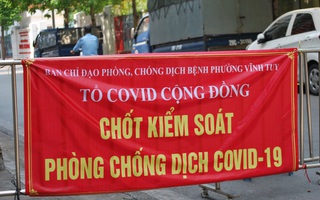 BAN CHỈ ĐẠO PHÒNG, CHỐNG DỊCH BỆNH PHƯỜNG VĨNH TUY
TỔ COVID CỘNG ĐỒNG
CHỐT KIỂM SOÁT
PHÒNG CHỐNG DỊCH COVID-19